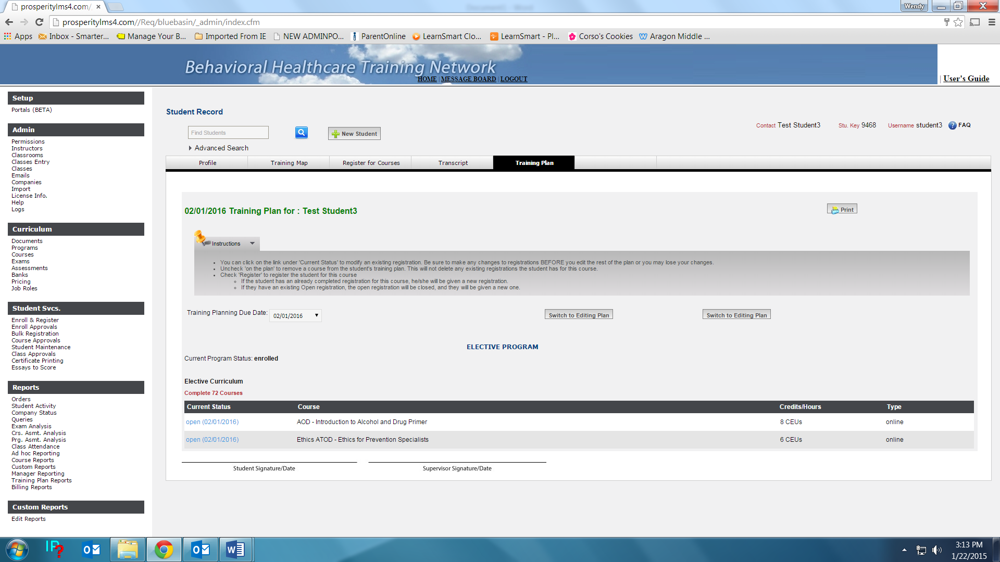 prosperitylms4.com/
Wendy
prosperitylms4.com//Req/bluebasin/_admin/index.cfm
Apps Inbox - Smarter... Manage Your B... Imported From IE NEW ADMINPO... ParentOnline LearnSmart Clo... LearnSmart - Pl... Corso's Cookies Aragon Middle ...
Behavioral Healthcare Training Network
HOME | MESSAGE BOARD | LOGOUT
| User's Guide
Setup
Portals (BETA)
Admin
Permissions
Instructors
Classrooms
Classes Entry
Classes
Emails
Companies
Import
License Info.
Help
Logs
Curriculum
Documents
Programs
Courses
Exams
Assessments
Banks
Pricing
Job Roles
Student Svcs.
Enroll & Register
Enroll Approvals
Bulk Registration
Course Approvals
Student Maintenance
Class Approvals
Certificate Printing
Essays to Score
Reports
Orders
Student Activity
Company Status
Queries
Exam Analysis
Crs. Asmt. Analysis
Prg. Asmt. Analysis
Class Attendance
Ad hoc Reporting
Course Reports
Custom Reports
Manager Reporting
Training Plan Reports
Billing Reports
Custom Reports
Edit Reports
Student Record
Contact Test Student3 Stu. Key 9468 Username student3 ? FAQ
Find Students New Student
Advanced Search
Profile Training Map Register for Courses Transcript Training Plan
02/01/2016 Training Plan for : Test Student3
Print
Instructions
• You can click on the link under 'Current Status' to modify an existing registration. Be sure to make any changes to registrations BEFORE you edit the rest of the plan or you may lose your changes.
• Uncheck 'on the plan' to remove a course from the student's training plan. This will not delete any existing registrations the student has for this course.
• Check 'Register' to register the student for this course
◦ If the student has an already completed registration for this course, he/she will be given a new registration.
◦ If they have an existing Open registration, the open registration will be closed, and they will be given a new one.
Training Planning Due Date: 02/01/2016 Switch to Editing Plan Switch to Editing Plan
ELECTIVE PROGRAM
Current Program Status: enrolled
Elective Curriculum
Complete 72 Courses
Current Status Course Credits/Hours Type
open (02/01/2016) AOD - Introduction to Alcohol and Drug Primer 8 CEUs online
open (02/01/2016) Ethics ATOD - Ethics for Prevention Specialists 6 CEUs online
Student Signature/Date Supervisor Signature/Date
IP?
3:13 PM
1/22/2015